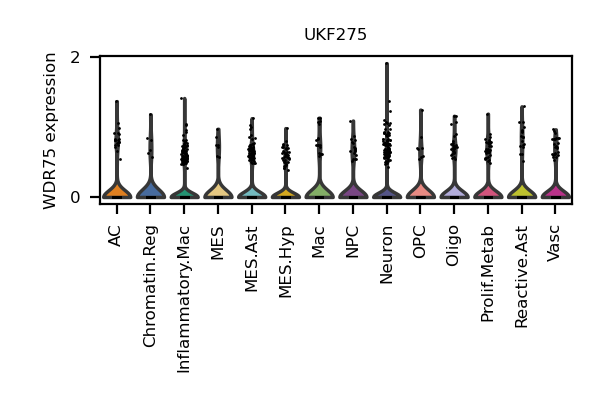 UKF275
WDR75 expression
2
0
AC
Chromatin.Reg
Inflammatory.Mac
MES
MES.Ast
MES.Hyp
Mac
NPC
Neuron
OPC
Oligo
Prolif.Metab
Reactive.Ast
Vasc